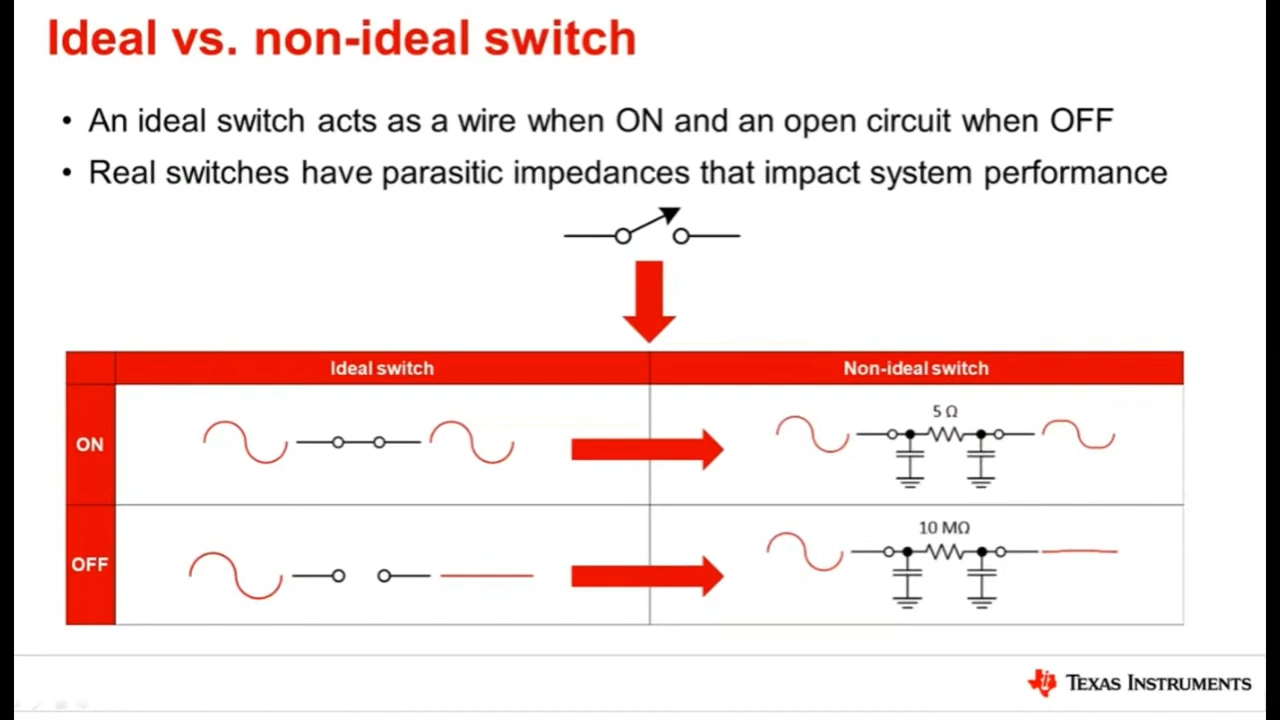 Ideal vs. non-ideal switch
• An ideal switch acts as a wire when ON and an open circuit when OFF
• Real switches have parasitic impedances that impact system performance
Ideal switch
Non-ideal switch
ON
5 Ω
OFF
10 MΩ
TEXAS INSTRUMENTS